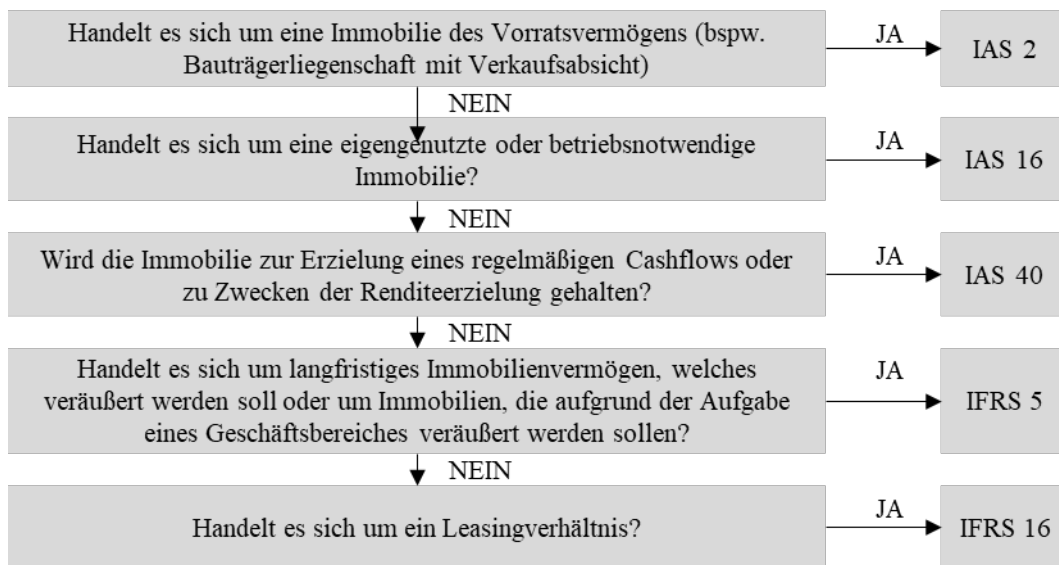 Handelt es sich um eine Immobilie des Vorratsvermögens (bspw.
Bauträgerliegenschaft mit Verkaufsabsicht)
JA
IAS 2
NEIN
Handelt es sich um eine eigengenutzte oder betriebsnotwendige
Immobilie?
JA
IAS 16
NEIN
Wird die Immobilie zur Erzielung eines regelmäßigen Cashflows oder
zu Zwecken der Renditeerzielung gehalten?
JA
IAS 40
NEIN
Handelt es sich um langfristiges Immobilienvermögen, welches
veräußert werden soll oder um Immobilien, die aufgrund der Aufgabe
eines Geschäftsbereiches veräußert werden sollen?
JA
IFRS 5
NEIN
Handelt es sich um ein Leasingverhältnis?
JA
IFRS 16